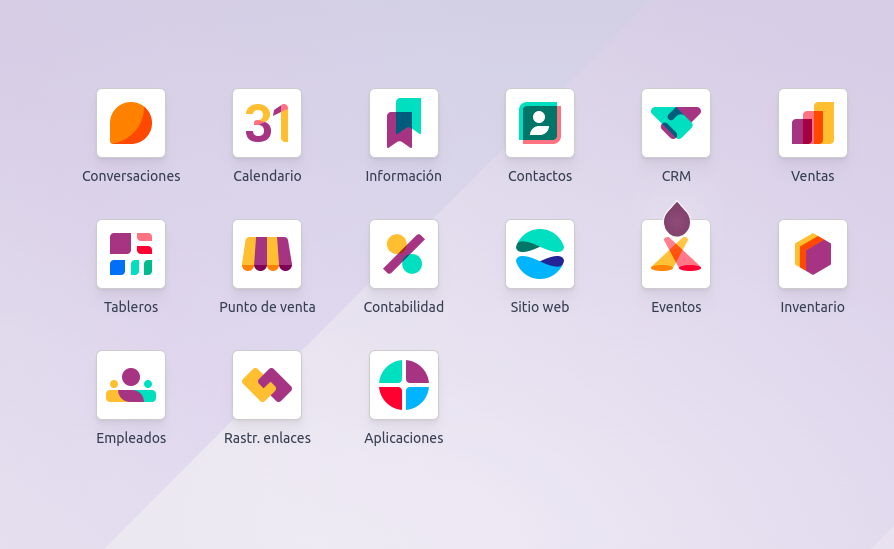 31
Conversaciones
Calendario
Información
Contactos
CRM
Ventas
Tableros
Punto de venta
Contabilidad
Sitio web
Eventos
Inventario
Empleados
Rastr. enlaces
Aplicaciones